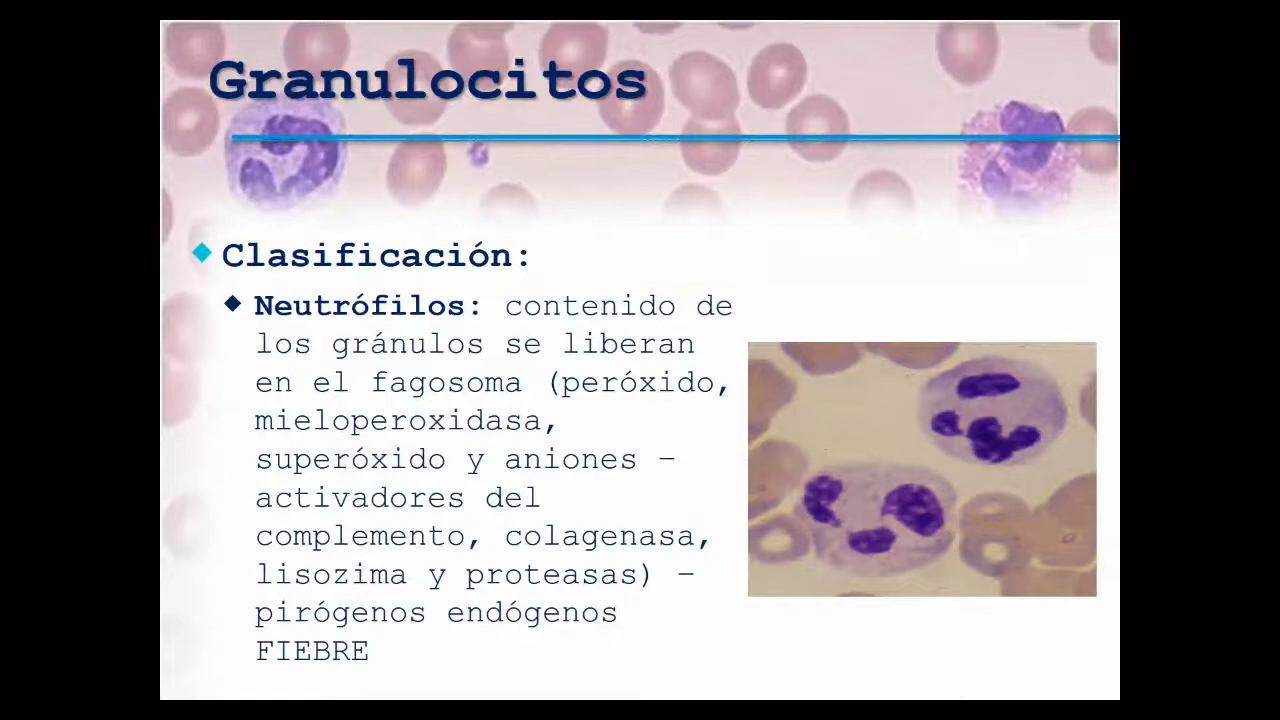 Granulocitos
Clasificación:
Neutrófilos: contenido de
los gránulos se liberan
en el fagosoma (peróxido,
mieloperoxidasa,
superóxido y aniones –
activadores del
complemento, colagenasa,
lisozima y proteasas) –
pirógenos endógenos
FIEBRE